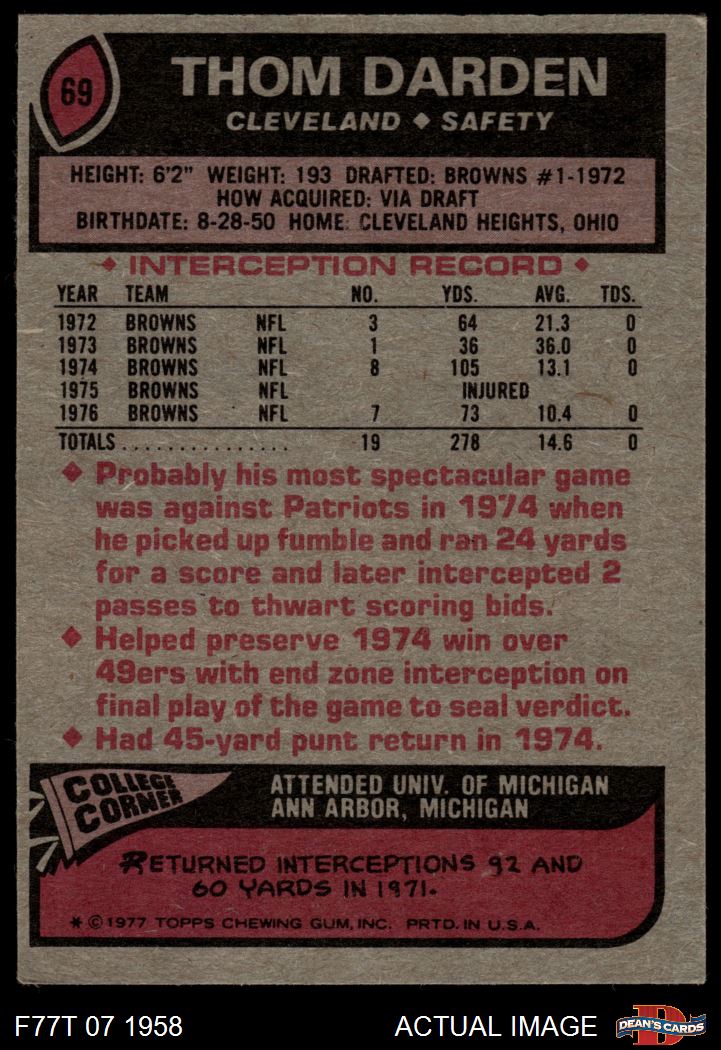 69
THOM DARDEN
CLEVELAND ◆ SAFETY
HEIGHT: 6'2" WEIGHT: 193 DRAFTED: BROWNS #1-1972
HOW ACQUIRED: VIA DRAFT
BIRTHDATE: 8-28-50 HOME: CLEVELAND HEIGHTS, OHIO
◆ INTERCEPTION RECORD ◆
YEAR TEAM NO. YDS. AVG. TDS.
1972 BROWNS NFL 3 64 21.3 0
1973 BROWNS NFL 1 36 36.0 0
1974 BROWNS NFL 8 105 13.1 0
1975 BROWNS NFL INJURED
1976 BROWNS NFL 7 73 10.4 0
TOTALS............... 19 278 14.6 0
◆ Probably his most spectacular game
was against Patriots in 1974 when
he picked up fumble and ran 24 yards
for a score and later intercepted 2
passes to thwart scoring bids.
◆ Helped preserve 1974 win over
49ers with end zone interception on
final play of the game to seal verdict.
◆ Had 45-yard punt return in 1974.
COLLEGE
CORNER
ATTENDED UNIV. OF MICHIGAN
ANN ARBOR, MICHIGAN
RETURNED INTERCEPTIONS 92 AND
60 YARDS IN 1971.
* © 1977 TOPPS CHEWING GUM, INC. PRTD. IN U.S.A.
F77T 07 1958
ACTUAL IMAGE
D
DEAN'S CARDS